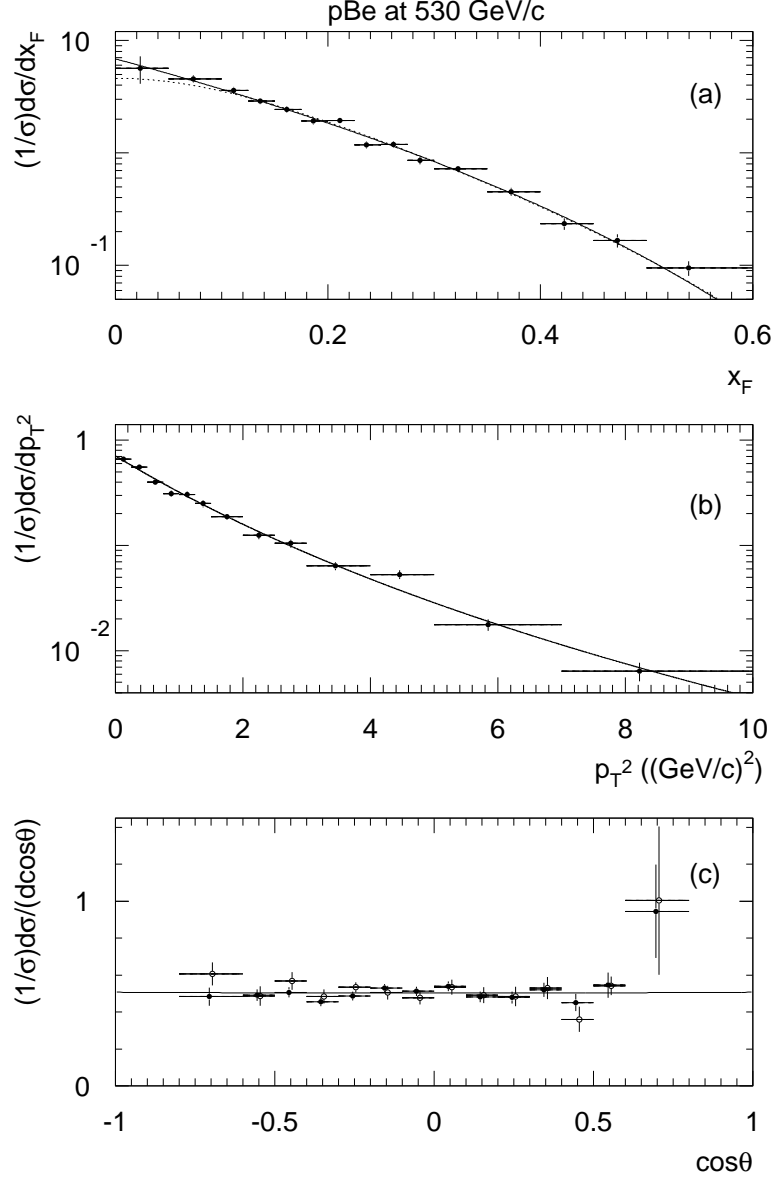 pBe at 530 GeV/c
(1/σ)dσ/dx_F
10
10^-1
(a)
0 0.2 0.4 0.6
x_F
(1/σ)dσ/dp_T^2
1
10^-2
(b)
0 2 4 6 8 10
p_T^2 ((GeV/c)^2)
(1/σ)dσ/(dcosθ)
1
0
(c)
-1 -0.5 0 0.5 1
cosθ